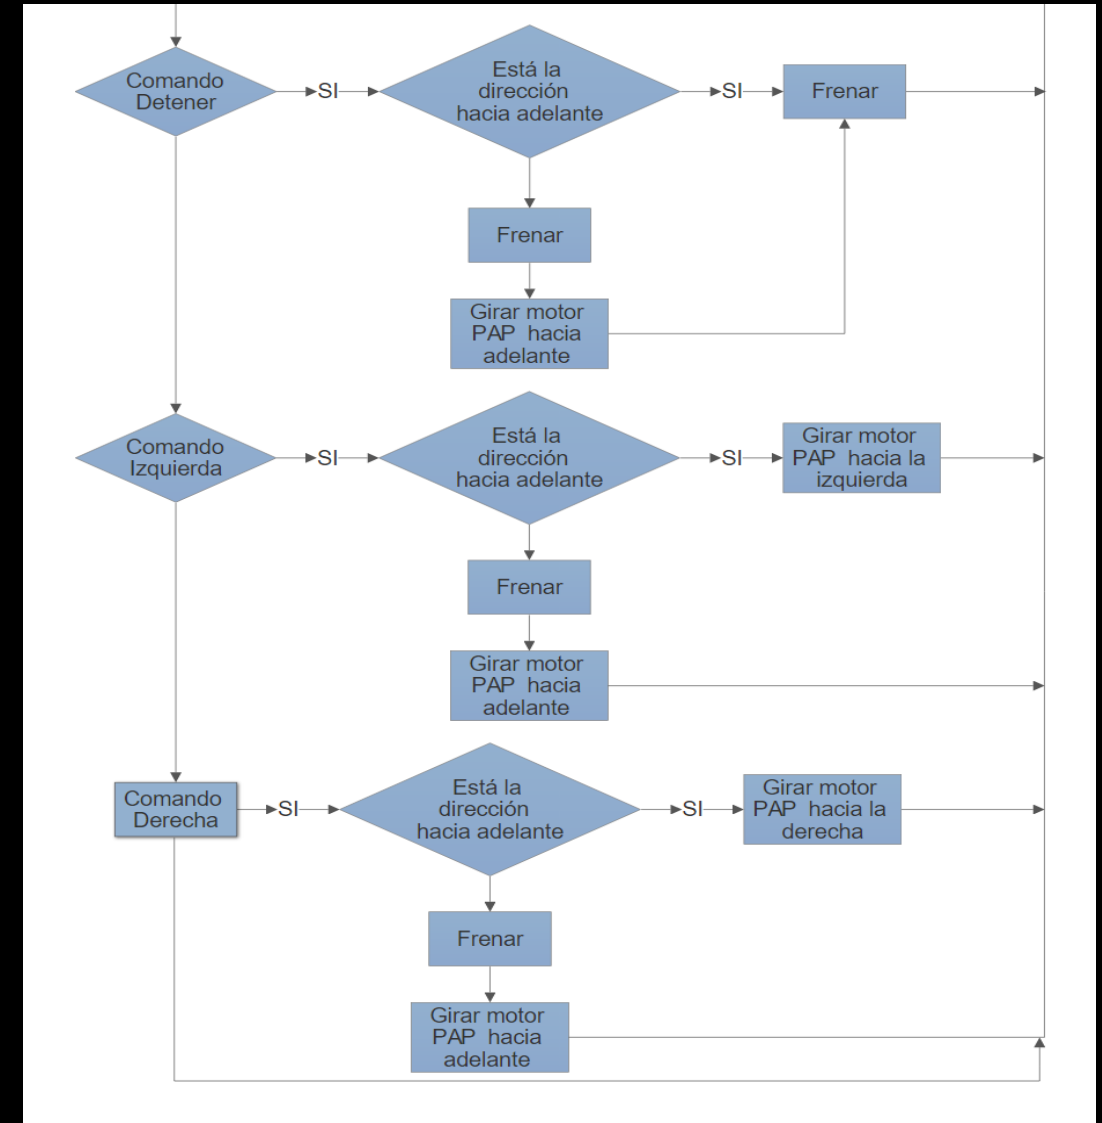 Comando
Detener
SI
Está la
dirección
hacia adelante
SI
Frenar
Frenar
Girar motor
PAP hacia
adelante
Comando
Izquierda
SI
Está la
dirección
hacia adelante
SI
Girar motor
PAP hacia la
izquierda
Frenar
Girar motor
PAP hacia
adelante
Comando
Derecha
SI
Está la
dirección
hacia adelante
SI
Girar motor
PAP hacia la
derecha
Frenar
Girar motor
PAP hacia
adelante